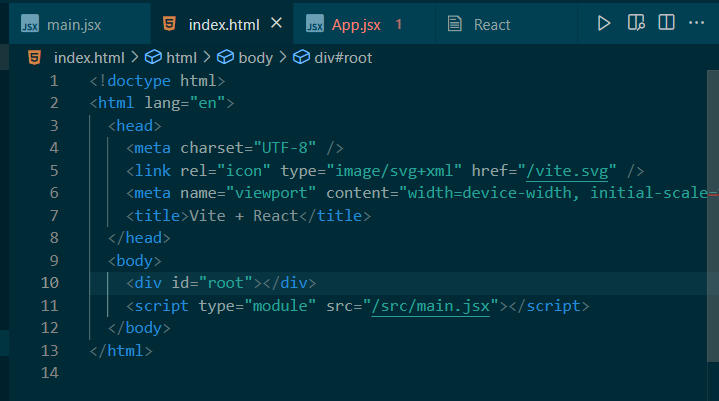 JSX main.jsx index.html × JSX App.jsx 1 React ...
index.html > html > body > div#root
1 <!doctype html>
2 <html lang="en">
3 <head>
4 <meta charset="UTF-8" />
5 <link rel="icon" type="image/svg+xml" href="/vite.svg" />
6 <meta name="viewport" content="width=device-width, initial-scale=
7 <title>Vite + React</title>
8 </head>
9 <body>
10 <div id="root"></div>
11 <script type="module" src="/src/main.jsx"></script>
12 </body>
13 </html>
14